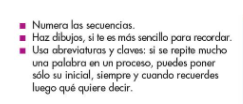 ■ Numera las secuencias.
■ Haz dibujos, si te es más sencillo para recordar.
■ Usa abreviaturas y claves: si se repite mucho
una palabra en un proceso, puedes poner
sólo su inicial, siempre y cuando recuerdes
luego qué quiere decir.